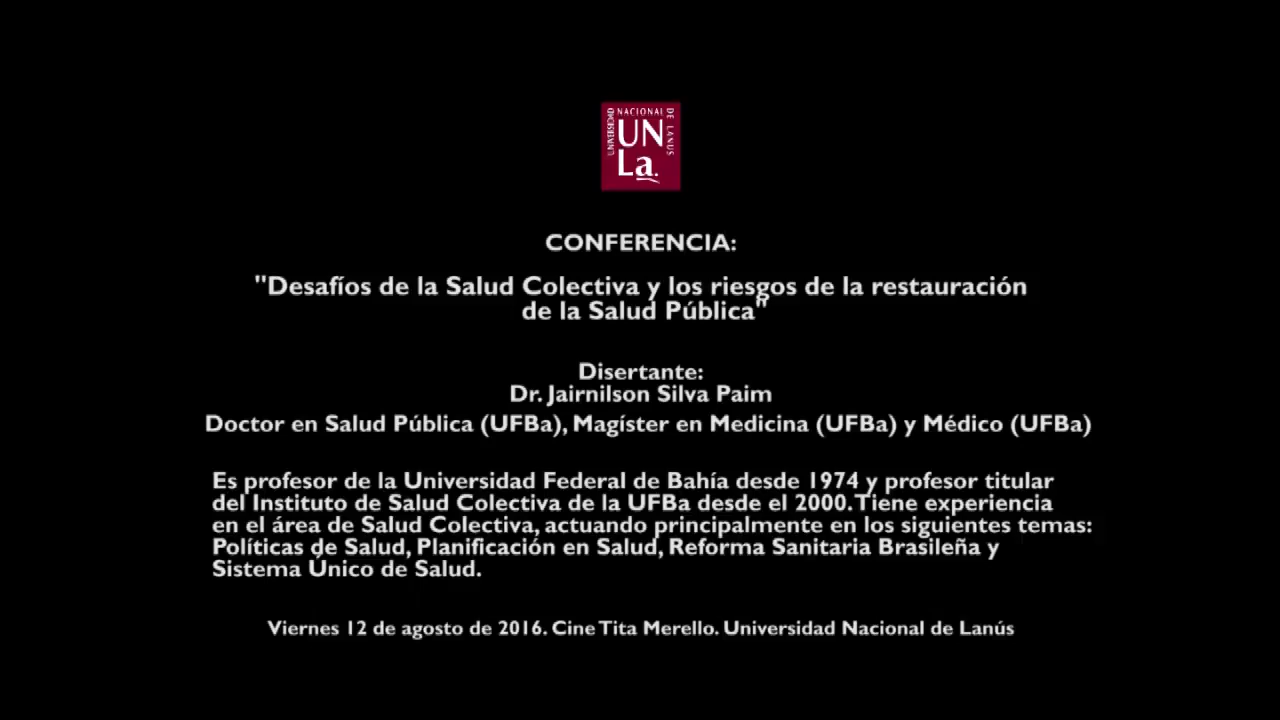 UNIVERSIDAD NACIONAL DE LANUS
UN
La.
CONFERENCIA:
"Desafíos de la Salud Colectiva y los riesgos de la restauración
de la Salud Pública"
Disertante:
Dr. Jairnilson Silva Paim
Doctor en Salud Pública (UFBa), Magíster en Medicina (UFBa) y Médico (UFBa)
Es profesor de la Universidad Federal de Bahía desde 1974 y profesor titular
del Instituto de Salud Colectiva de la UFBa desde el 2000. Tiene experiencia
en el área de Salud Colectiva, actuando principalmente en los siguientes temas:
Políticas de Salud, Planificación en Salud, Reforma Sanitaria Brasileña y
Sistema Único de Salud.
Viernes 12 de agosto de 2016. Cine Tita Merello. Universidad Nacional de Lanús